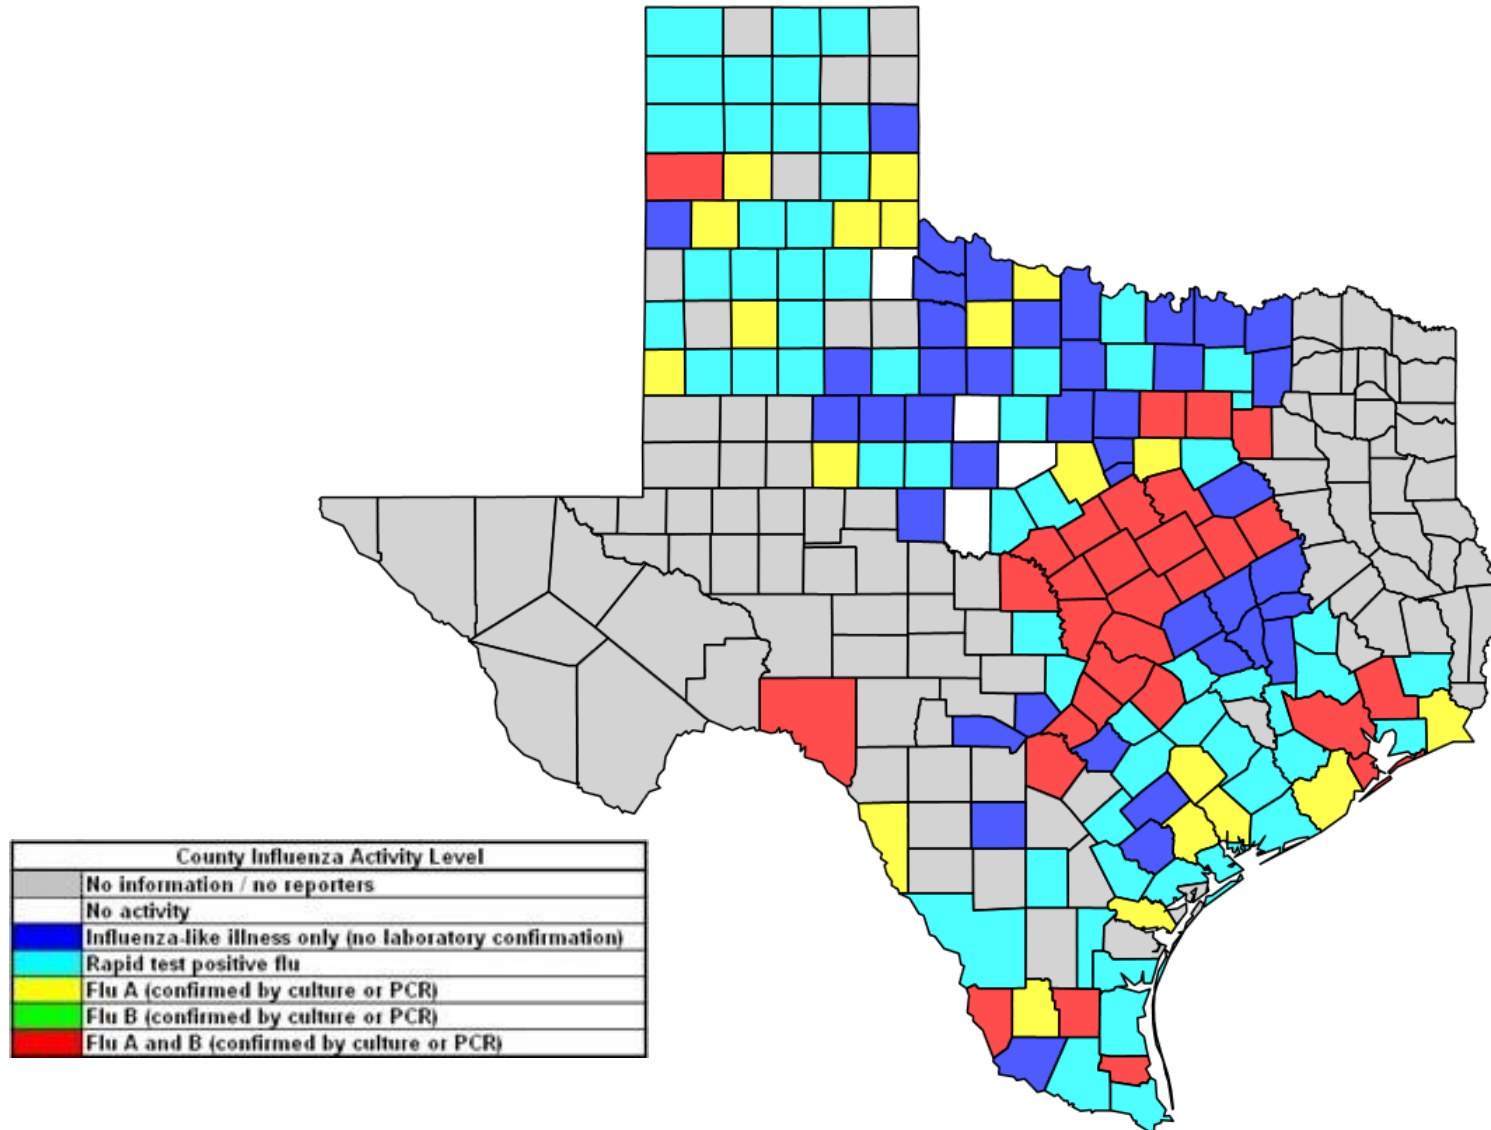 County Influenza Activity Level
No information / no reporters
No activity
Influenza-like illness only (no laboratory confirmation)
Rapid test positive flu
Flu A (confirmed by culture or PCR)
Flu B (confirmed by culture or PCR)
Flu A and B (confirmed by culture or PCR)